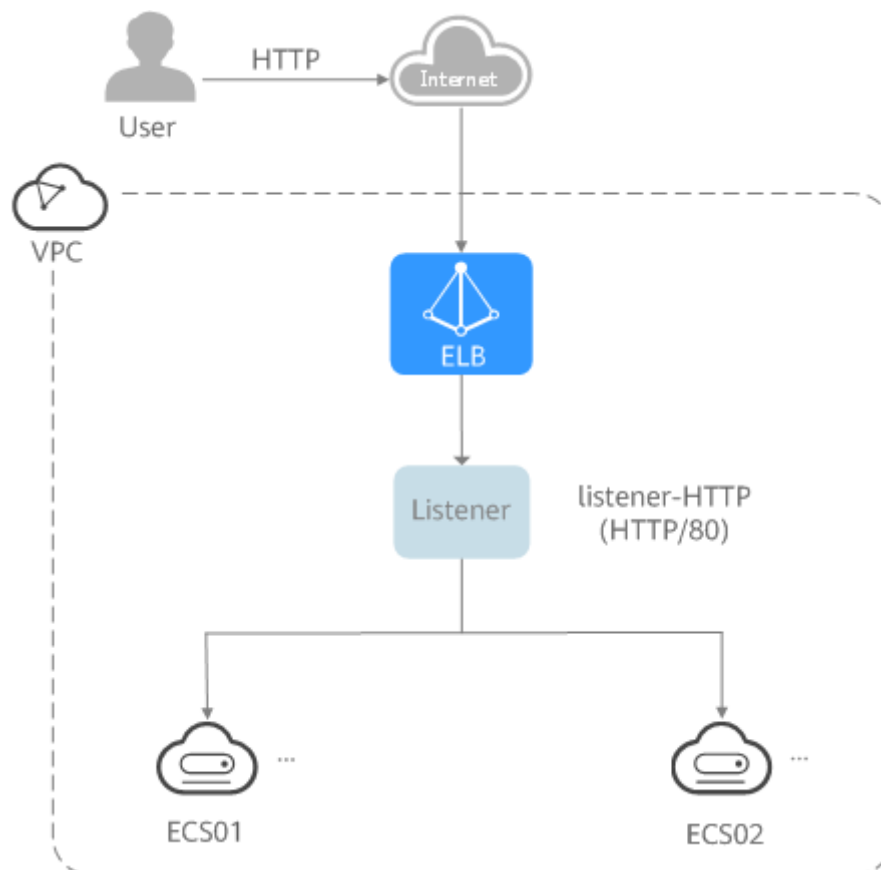 HTTP
Internet
User
VPC
ELB
Listener
listener-HTTP
(HTTP/80)
...
...
ECS01
ECS02